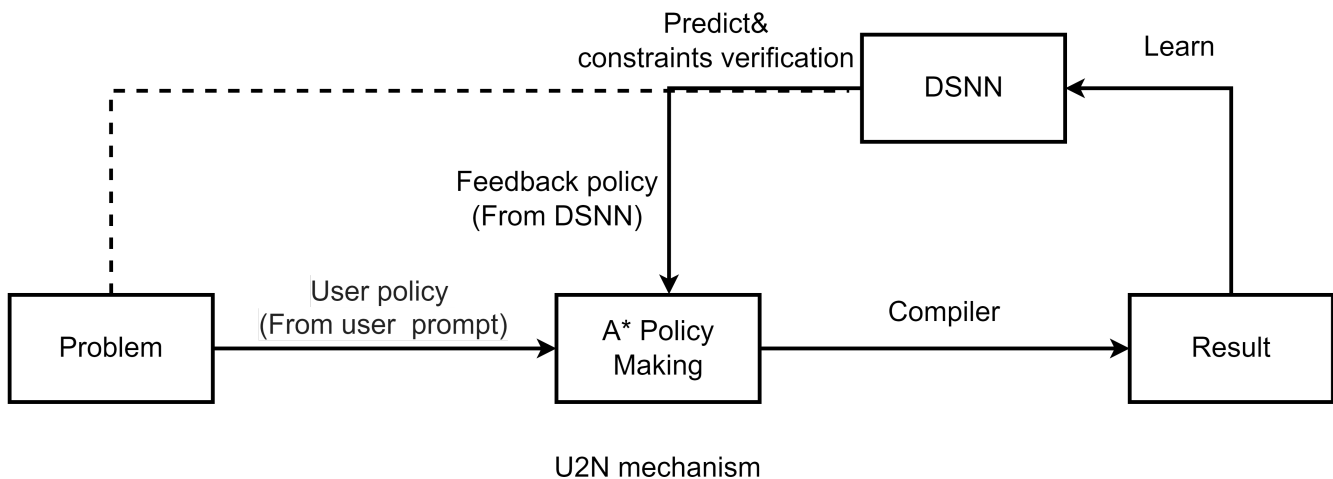 Predict&
constraints verification
DSNN
Learn
Feedback policy
(From DSNN)
User policy
(From user prompt)
Problem
A* Policy
Making
Compiler
Result
U2N mechanism